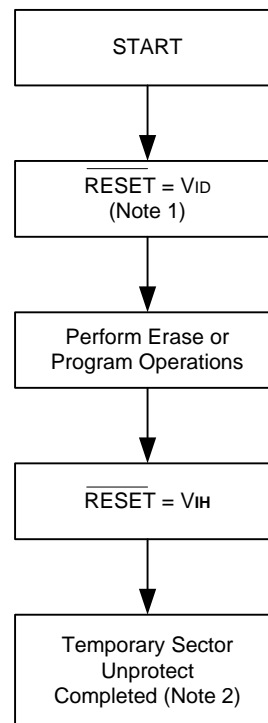 START
RESET = VID
(Note 1)
Perform Erase or
Program Operations
RESET = VIH
Temporary Sector
Unprotect
Completed (Note 2)